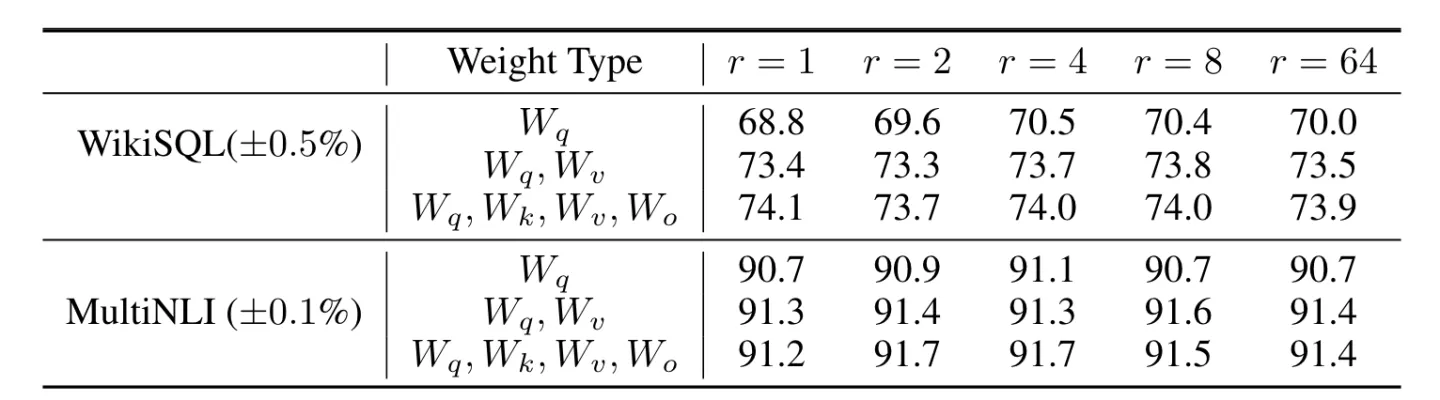 Weight Type r = 1 r = 2 r = 4 r = 8 r = 64
WikiSQL(±0.5%)
W_q 68.8 69.6 70.5 70.4 70.0
W_q, W_v 73.4 73.3 73.7 73.8 73.5
W_q, W_k, W_v, W_o 74.1 73.7 74.0 74.0 73.9
MultiNLI (±0.1%)
W_q 90.7 90.9 91.1 90.7 90.7
W_q, W_v 91.3 91.4 91.3 91.6 91.4
W_q, W_k, W_v, W_o 91.2 91.7 91.7 91.5 91.4